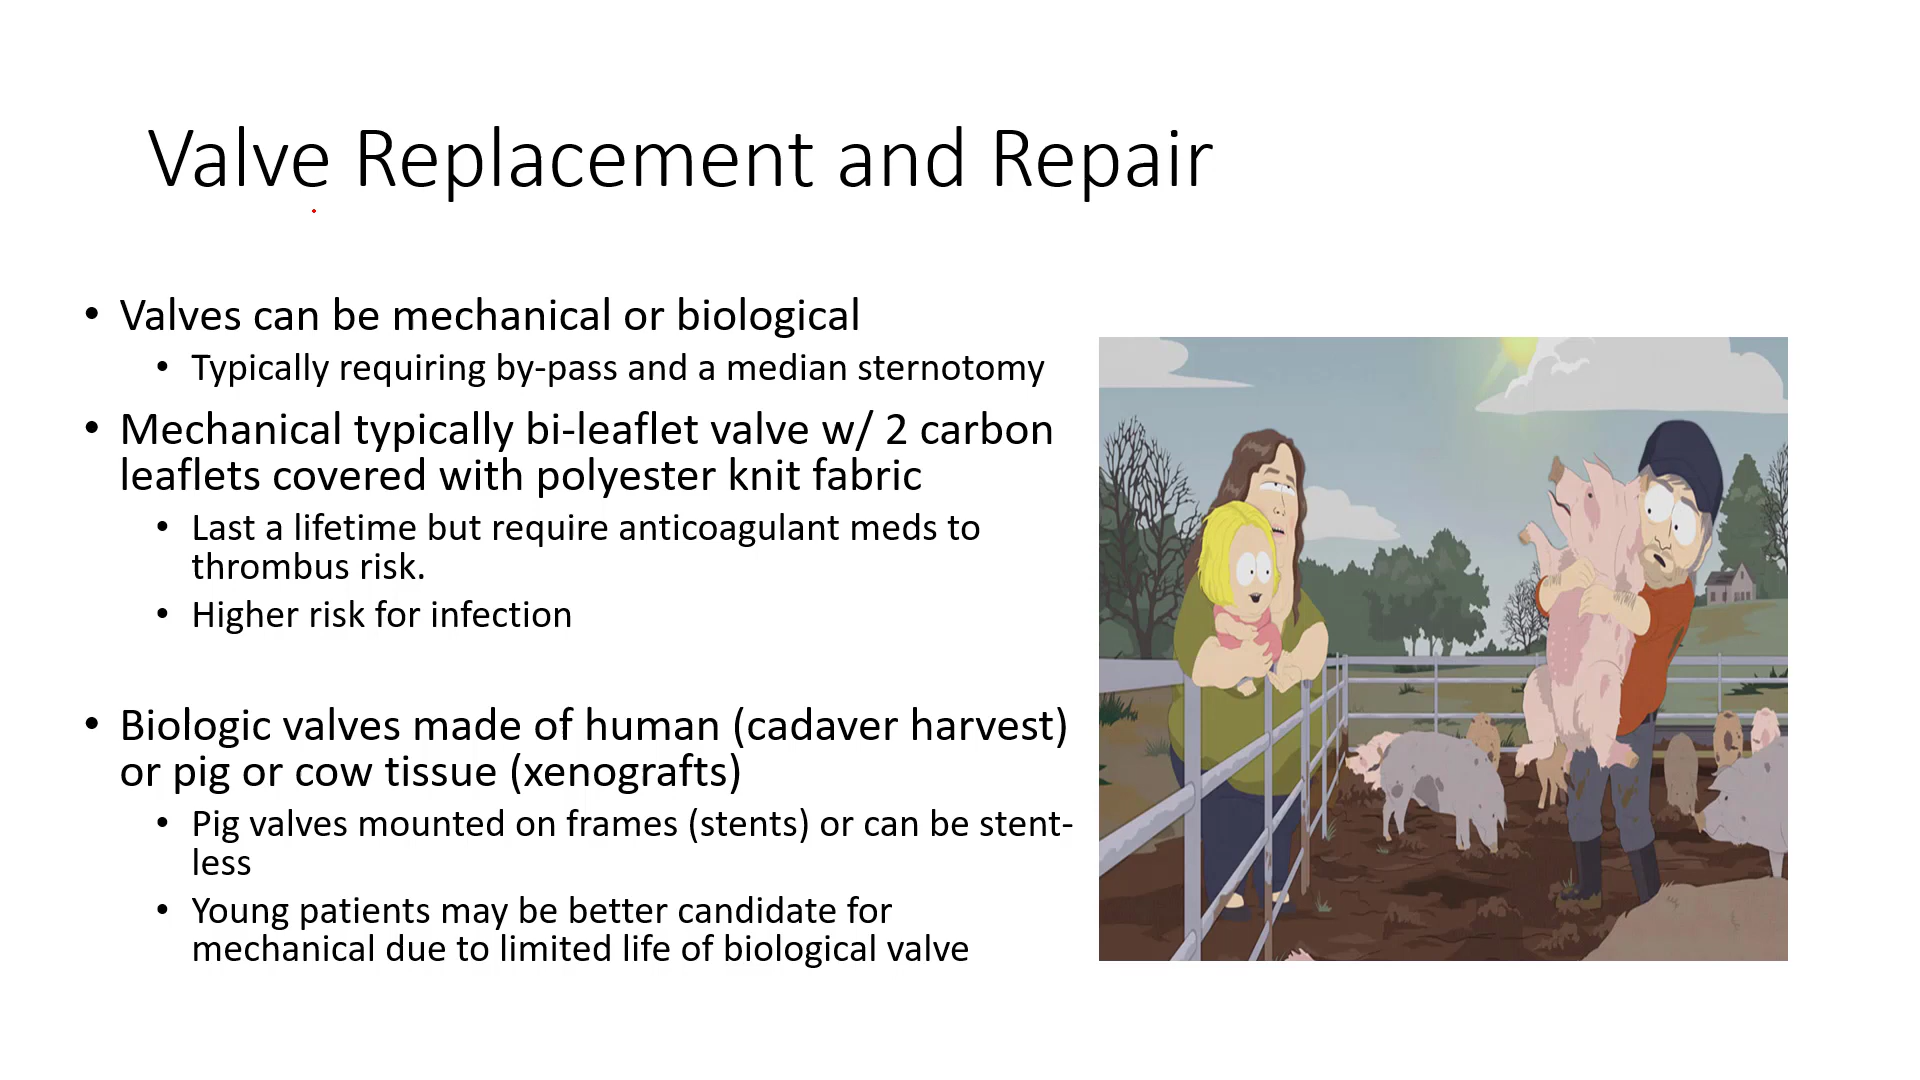 Valve Replacement and Repair
• Valves can be mechanical or biological
• Typically requiring by-pass and a median sternotomy
• Mechanical typically bi-leaflet valve w/ 2 carbon
leaflets covered with polyester knit fabric
• Last a lifetime but require anticoagulant meds to
thrombus risk.
• Higher risk for infection
• Biologic valves made of human (cadaver harvest)
or pig or cow tissue (xenografts)
• Pig valves mounted on frames (stents) or can be stent-
less
• Young patients may be better candidate for
mechanical due to limited life of biological valve